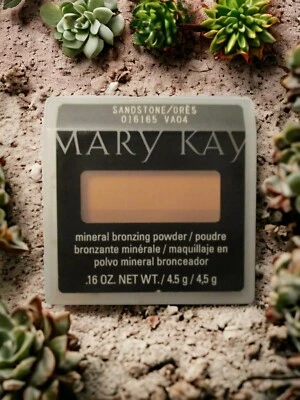 SANDSTONE/GRÈS
016165 VA04
MARY KAY
mineral bronzing powder / poudre
bronzante minérale / maquillaje en
polvo mineral bronceador
.16 OZ. NET WT. / 4.5 g / 4,5 g